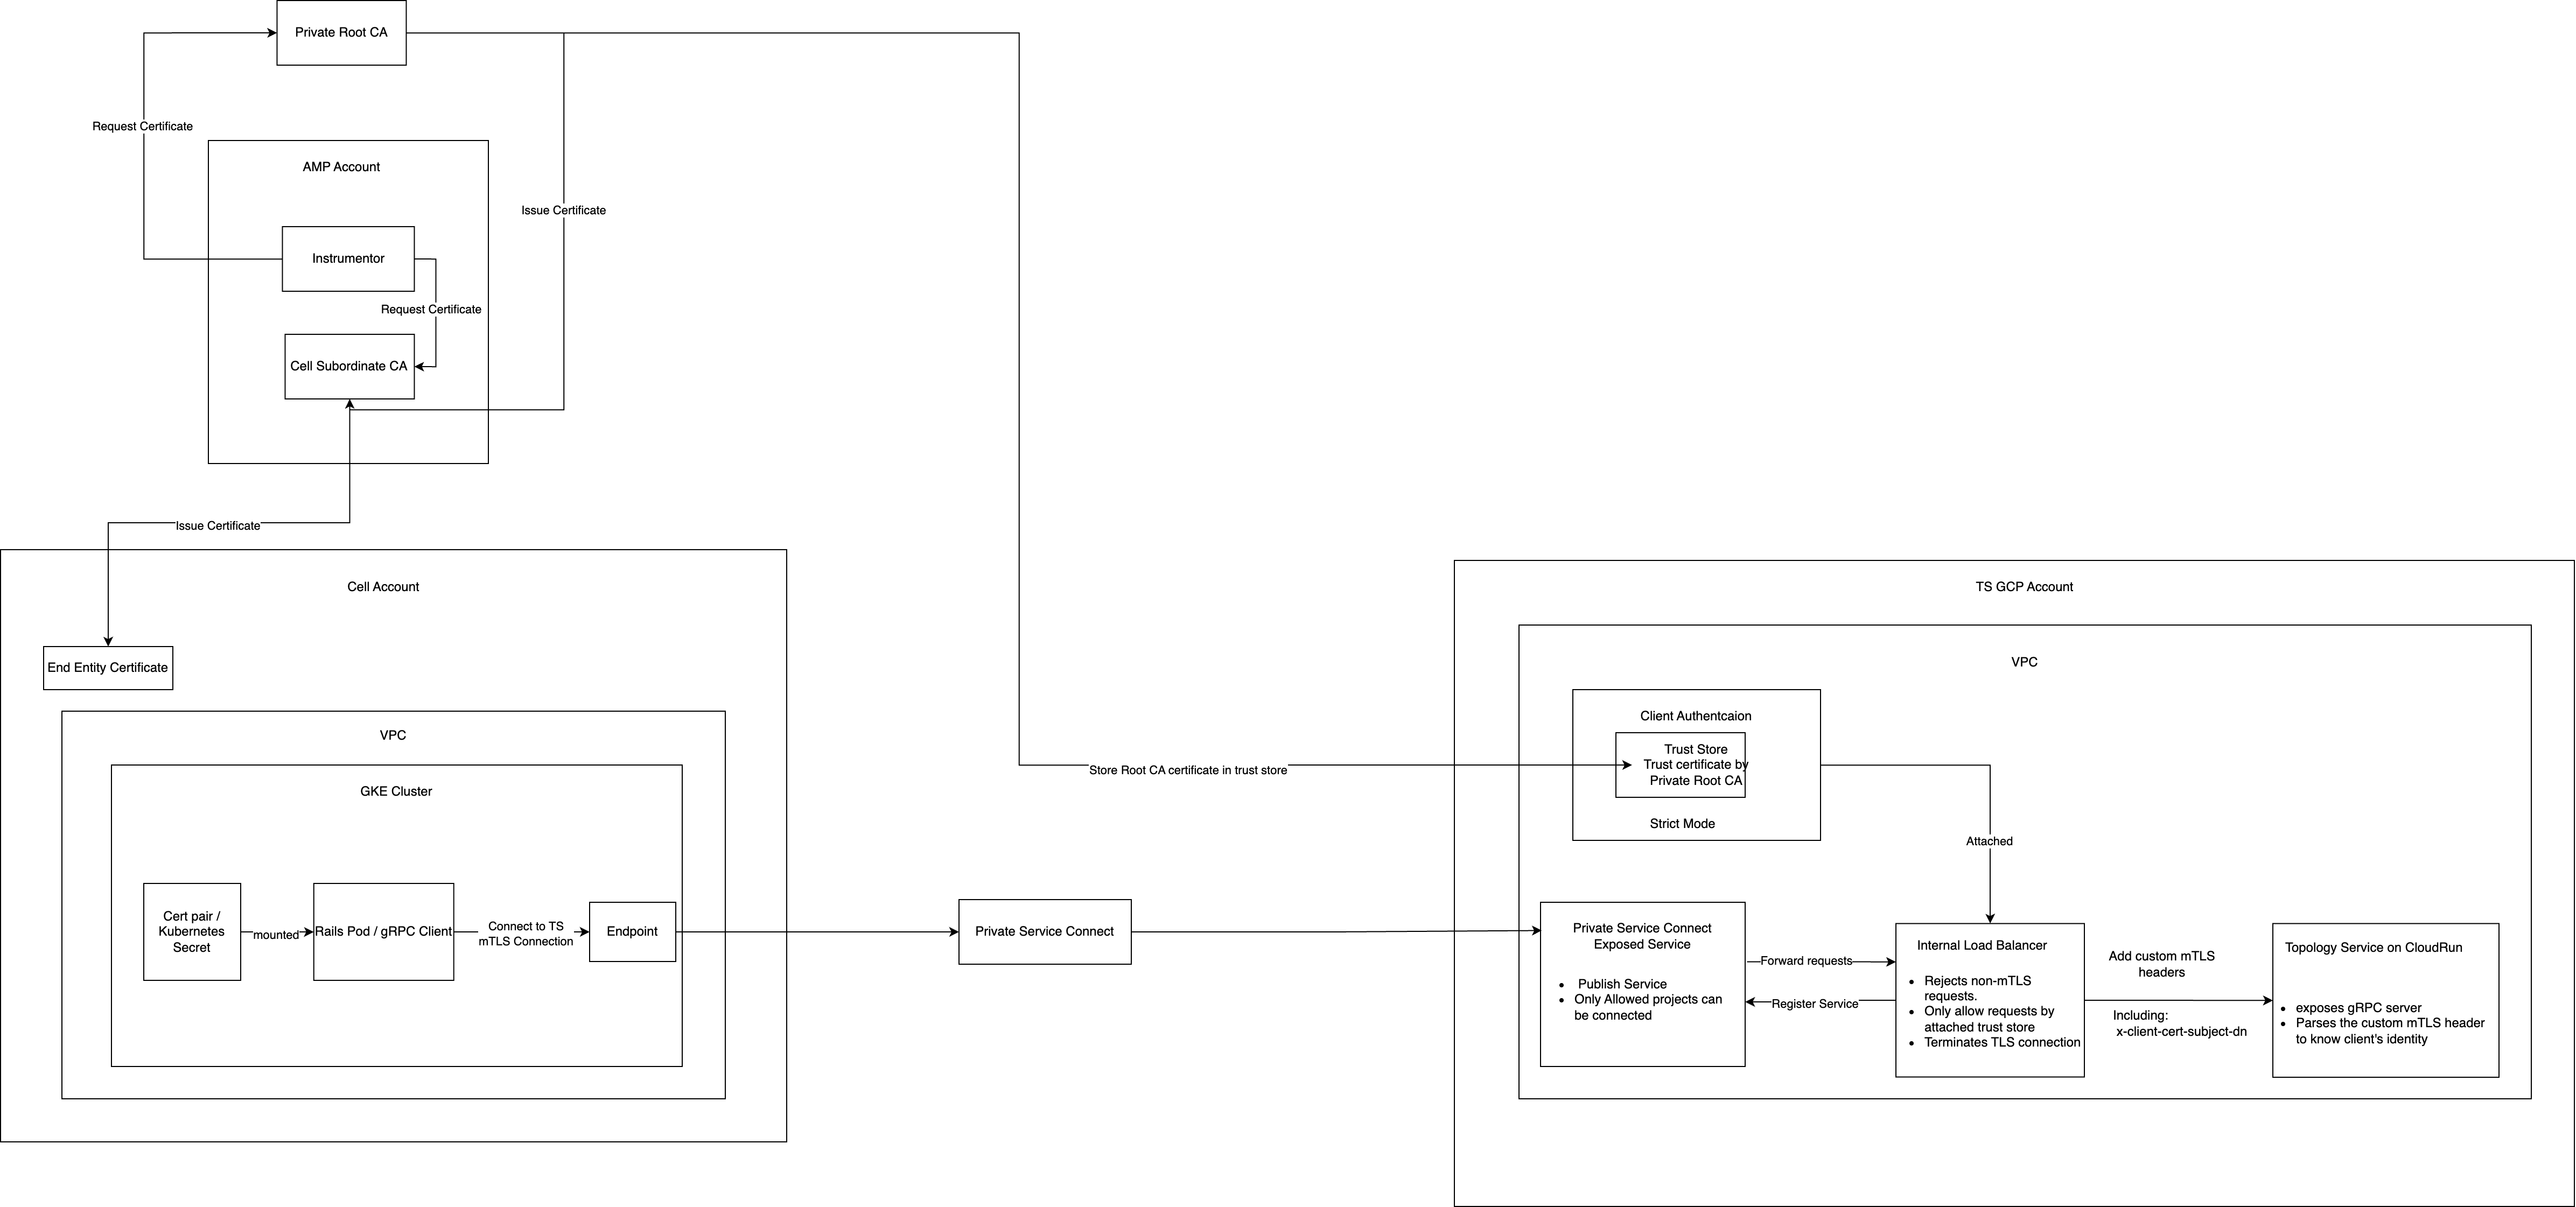 Private Root CA
Request Certificate
AMP Account
Issue Certificate
Instrumentor
Request Certificate
Cell Subordinate CA
Issue Certificate
Cell Account
End Entity Certificate
VPC
GKE Cluster
Cert pair /
Kubernetes
Secret
mounted
Rails Pod / gRPC Client
Connect to TS
mTLS Connection
Endpoint
Private Service Connect
Store Root CA certificate in trust store
TS GCP Account
VPC
Client Authentcaion
Trust Store
Trust certificate by
Private Root CA
Strict Mode
Attached
Private Service Connect
Exposed Service
• Publish Service
• Only Allowed projects can
be connected
Forward requests
Register Service
Internal Load Balancer
• Rejects non-mTLS
requests.
• Only allow requests by
attached trust store
• Terminates TLS connection
Add custom mTLS
headers
Including:
x-client-cert-subject-dn
Topology Service on CloudRun
• exposes gRPC server
• Parses the custom mTLS header
to know client's identity